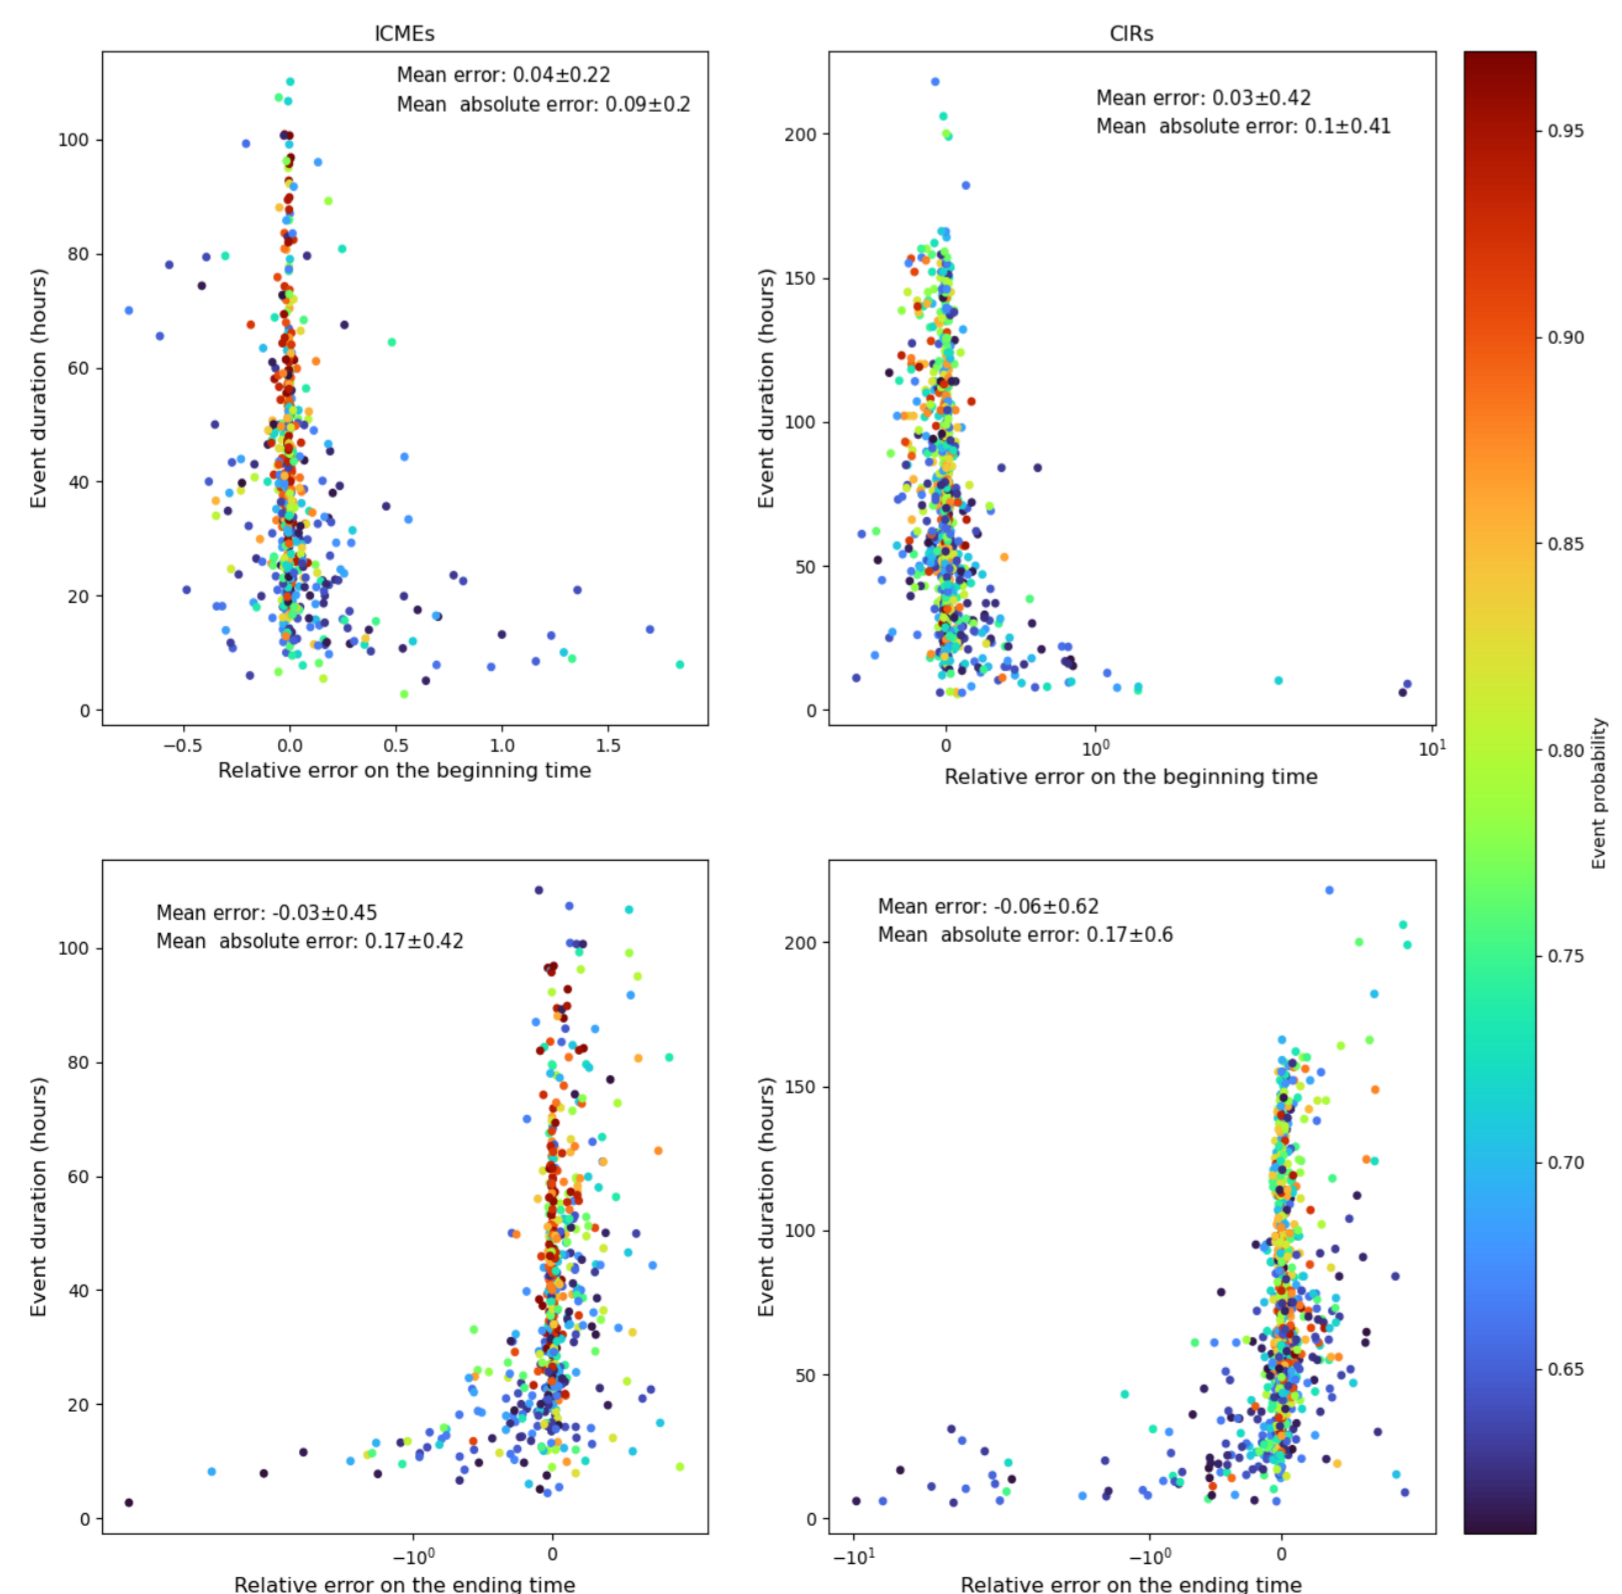 ICMEs
Mean error: 0.04±0.22
Mean absolute error: 0.09±0.2
Event duration (hours)
100
80
60
40
20
0
−0.5 0.0 0.5 1.0 1.5
Relative error on the beginning time
CIRs
Mean error: 0.03±0.42
Mean absolute error: 0.1±0.41
Event duration (hours)
200
150
100
50
0
0 10⁰ 10¹
Relative error on the beginning time
Mean error: -0.03±0.45
Mean absolute error: 0.17±0.42
Event duration (hours)
100
80
60
40
20
0
−10⁰ 0
Relative error on the ending time
Mean error: -0.06±0.62
Mean absolute error: 0.17±0.6
Event duration (hours)
200
150
100
50
0
−10¹ −10⁰ 0
Relative error on the ending time
0.95
0.90
0.85
0.80
0.75
0.70
0.65
Event probability